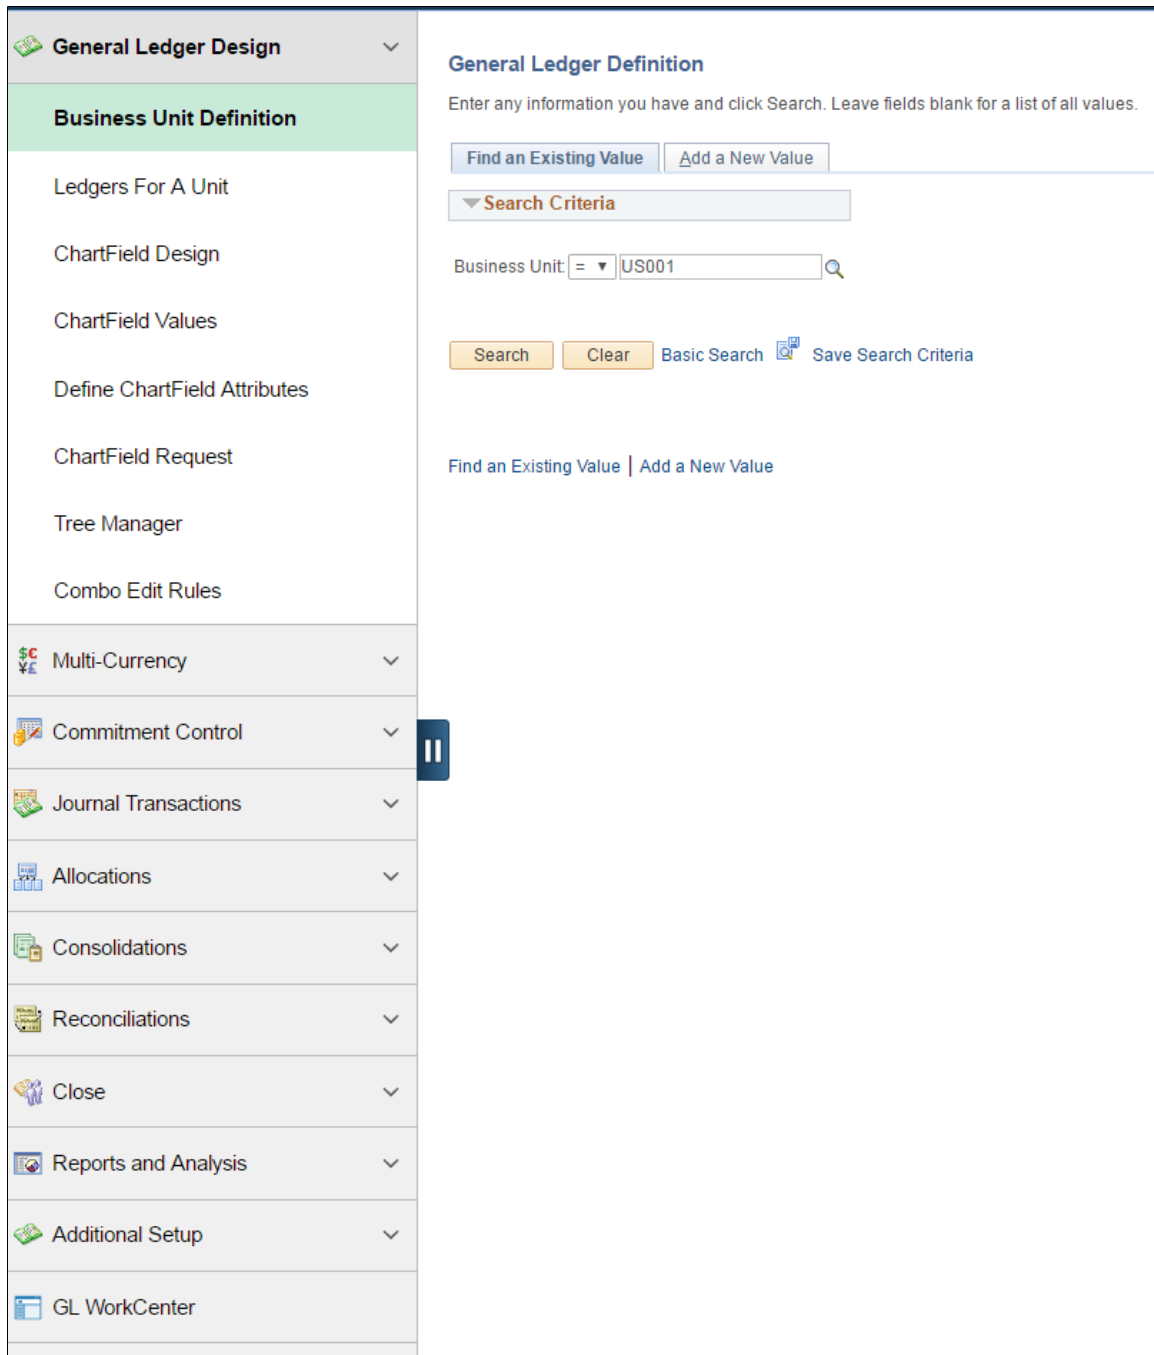 General Ledger Design
Business Unit Definition
Ledgers For A Unit
ChartField Design
ChartField Values
Define ChartField Attributes
ChartField Request
Tree Manager
Combo Edit Rules
Multi-Currency
Commitment Control
Journal Transactions
Allocations
Consolidations
Reconciliations
Close
Reports and Analysis
Additional Setup
GL WorkCenter
General Ledger Definition
Enter any information you have and click Search. Leave fields blank for a list of all values.
Find an Existing Value Add a New Value
Search Criteria
Business Unit: = US001
Search Clear Basic Search Save Search Criteria
Find an Existing Value | Add a New Value